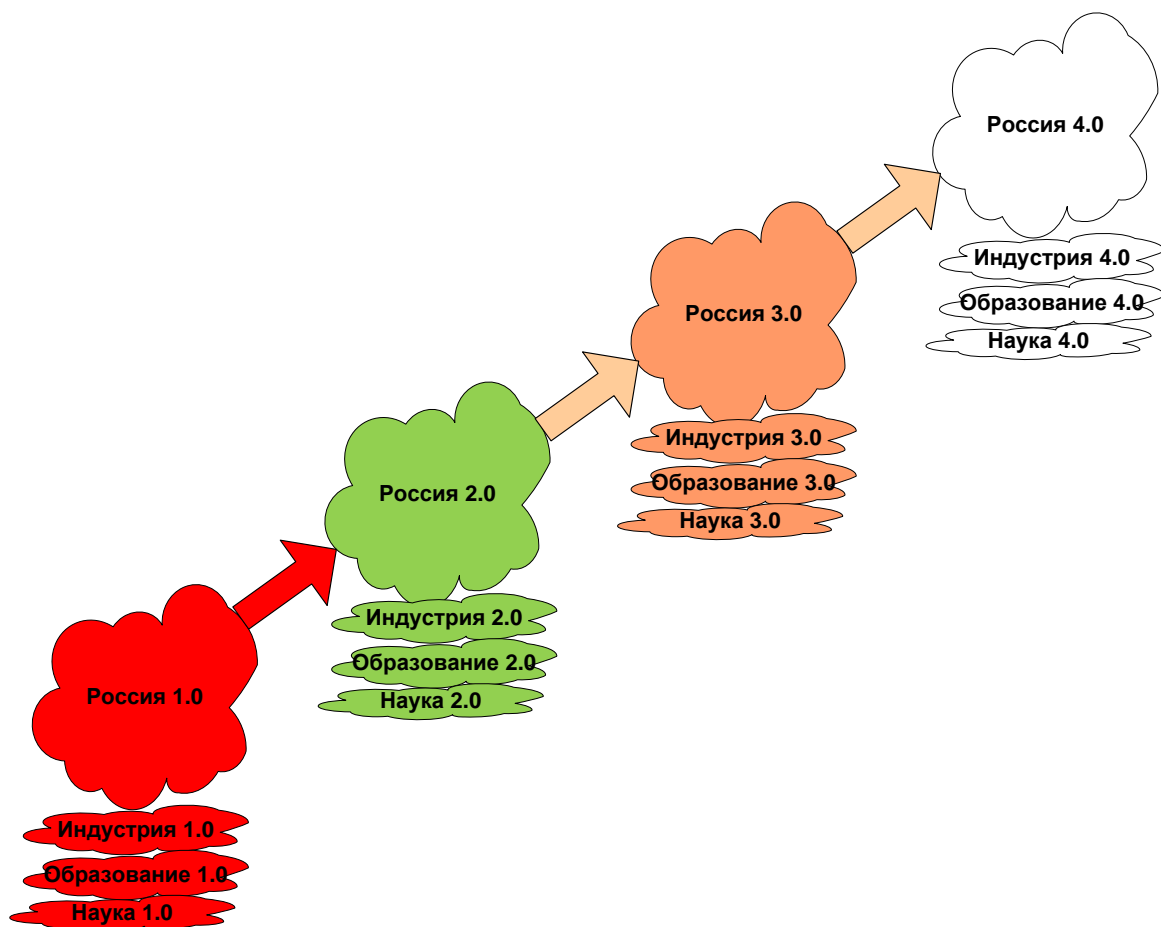 Россия 4.0
Индустрия 4.0
Образование 4.0
Наука 4.0
Россия 3.0
Индустрия 3.0
Образование 3.0
Наука 3.0
Россия 2.0
Индустрия 2.0
Образование 2.0
Наука 2.0
Россия 1.0
Индустрия 1.0
Образование 1.0
Наука 1.0